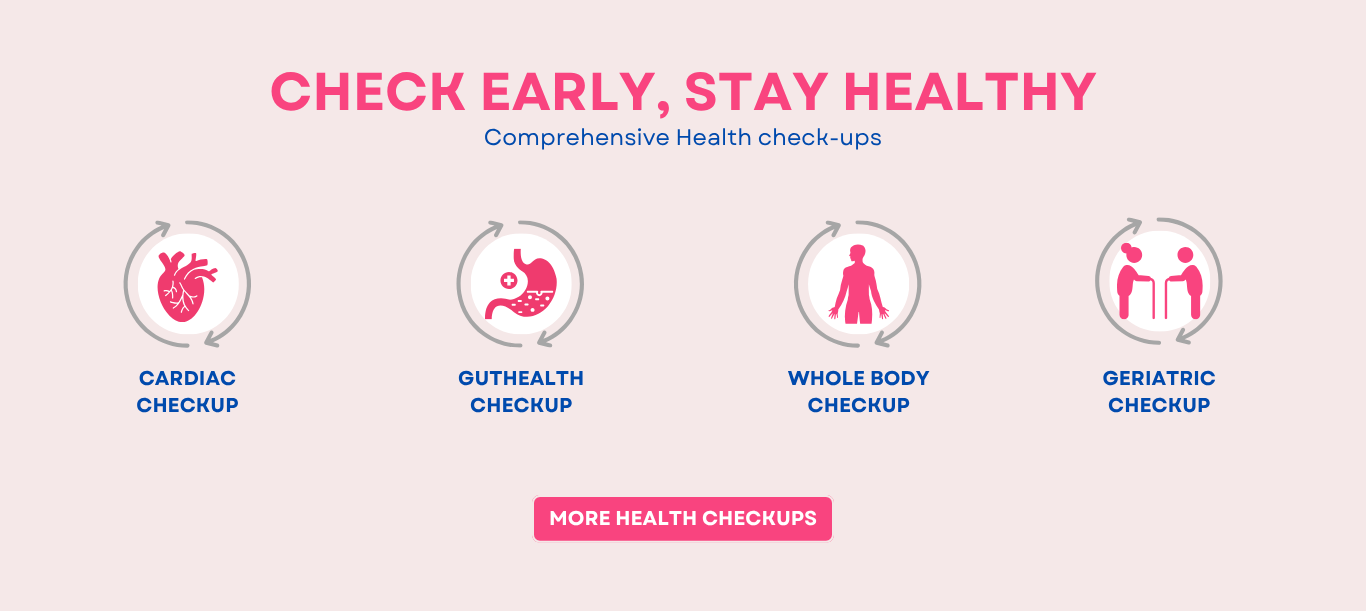 CHECK EARLY, STAY HEALTHY
Comprehensive Health check-ups
CARDIAC
CHECKUP
GUTHEALTH
CHECKUP
WHOLE BODY
CHECKUP
GERIATRIC
CHECKUP
MORE HEALTH CHECKUPS